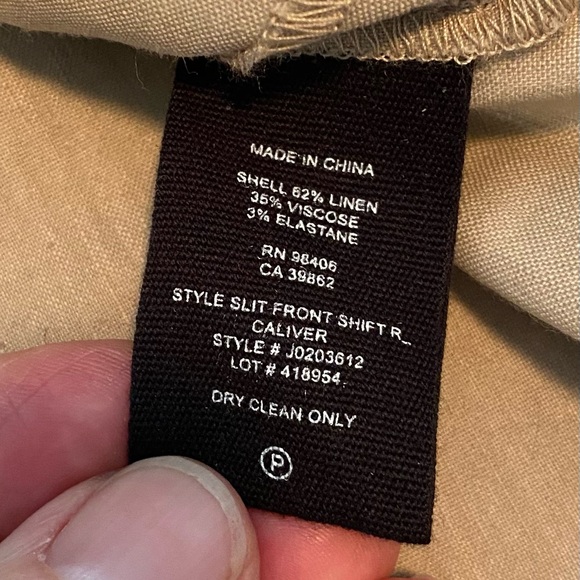 MADE IN CHINA
SHELL 62% LINEN
35% VISCOSE
3% ELASTANE
RN 98406
CA 39862
STYLE SLIT FRONT SHIFT R_
CALIVER
STYLE # J0203612
LOT # 418954
DRY CLEAN ONLY
P